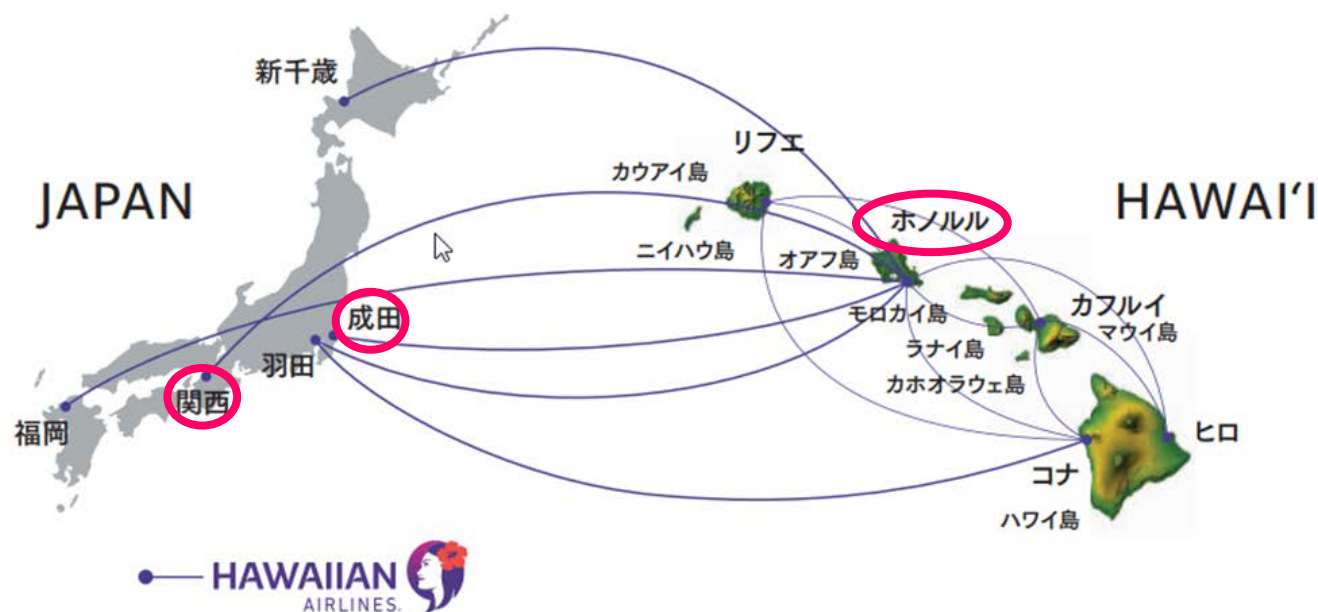 新千歳
リフエ
カウアイ島
JAPAN
HAWAI‘I
ホノルル
ニイハウ島
オアフ島
モロカイ島
カフルイ
マウイ島
成田
ラナイ島
羽田
カホオラウェ島
関西
福岡
ヒロ
コナ
ハワイ島
HAWAIIAN
AIRLINES.